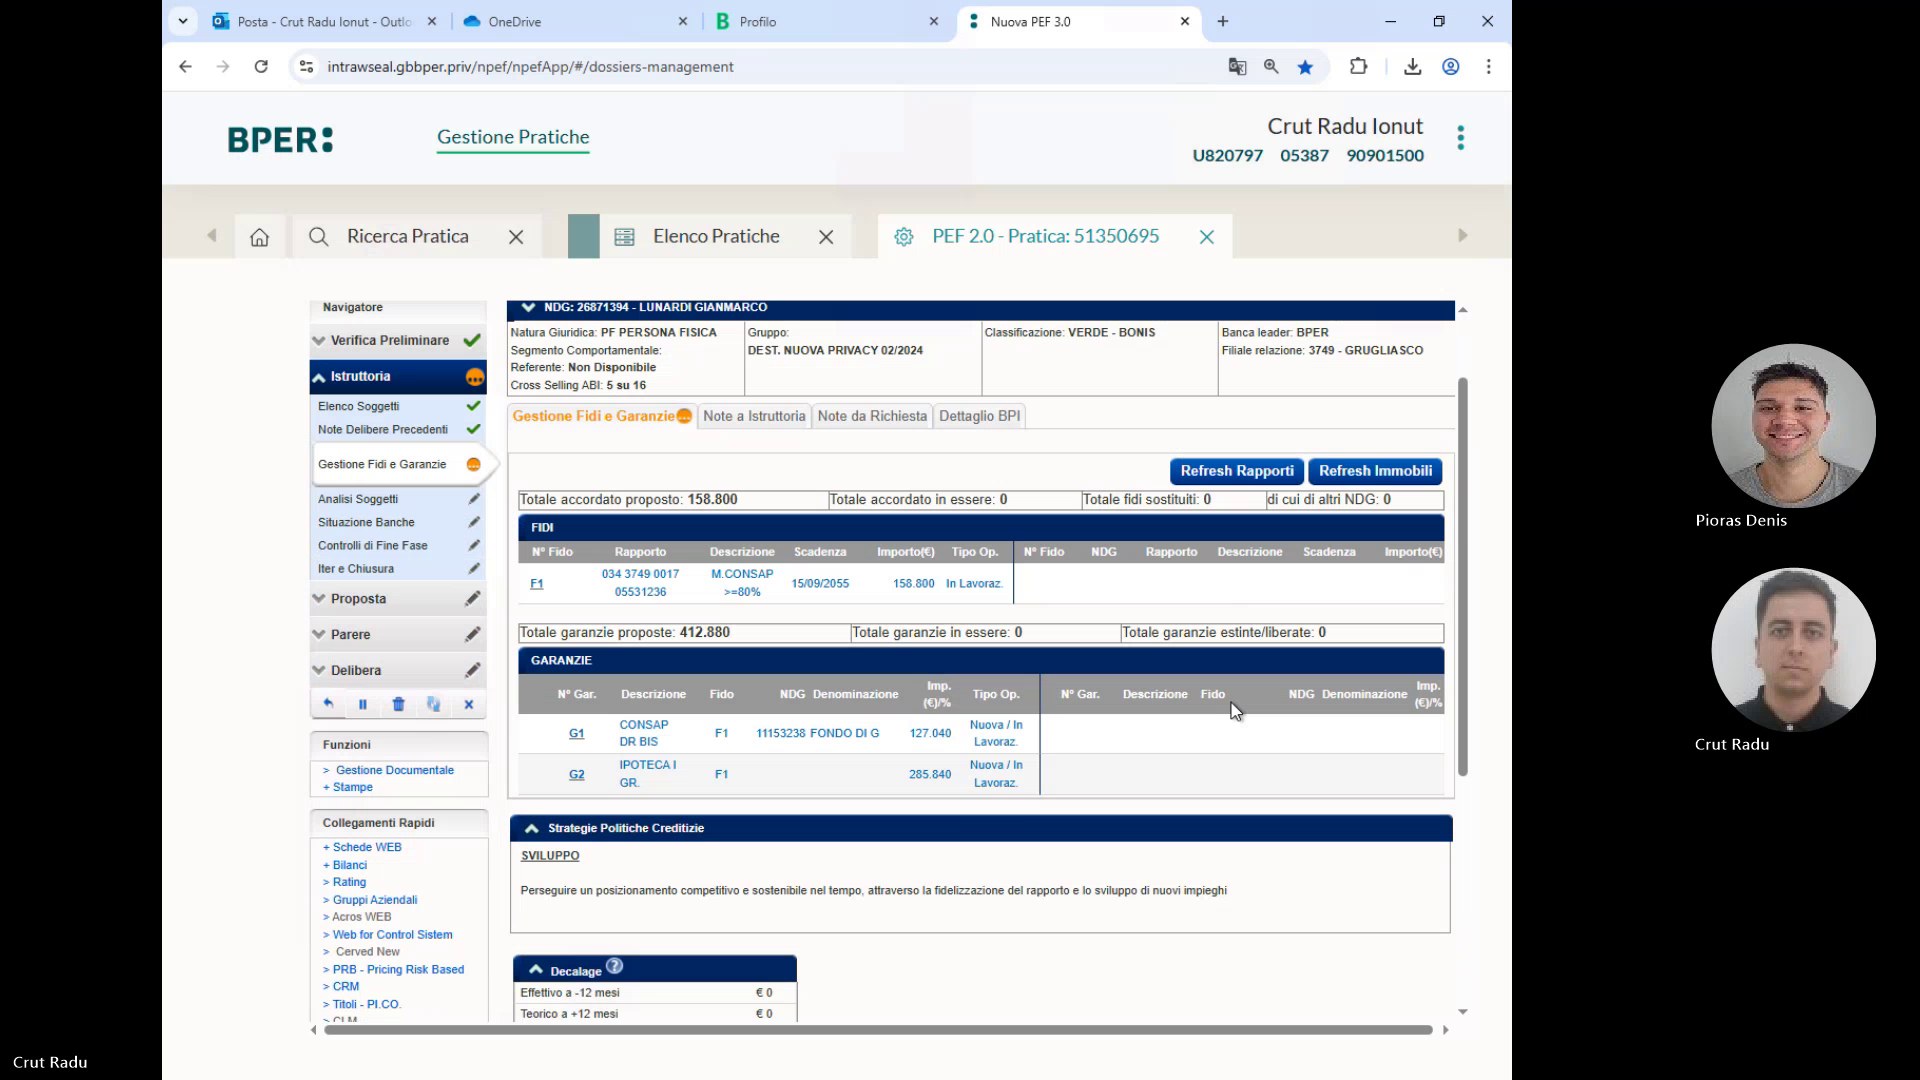 Posta - Crut Radu Ionut - Outlo
OneDrive
Profilo
Nuova PEF 3.0
intrawseal.gbbper.priv/npef/npefApp/#/dossiers-management
BPER:
Gestione Pratiche
Crut Radu Ionut
U820797 05387 90901500
Ricerca Pratica
Elenco Pratiche
PEF 2.0 - Pratica: 51350695
Navigatore
Verifica Preliminare
Istruttoria
Elenco Soggetti
Note Delibere Precedenti
Gestione Fidi e Garanzie
Analisi Soggetti
Situazione Banche
Controlli di Fine Fase
Iter e Chiusura
Proposta
Parere
Delibera
Funzioni
> Gestione Documentale
+ Stampe
Collegamenti Rapidi
+ Schede WEB
+ Bilanci
> Rating
> Gruppi Aziendali
> Acros WEB
> Web for Control Sistem
> Cerved New
> PRB - Pricing Risk Based
> CRM
> Titoli - PI.CO.
> CLM
NDG: 26871394 - LUNARDI GIANMARCO
Natura Giuridica: PF PERSONA FISICA
Segmento Comportamentale:
Referente: Non Disponibile
Cross Selling ABI: 5 su 16
Gruppo:
DEST. NUOVA PRIVACY 02/2024
Classificazione: VERDE - BONIS
Banca leader: BPER
Filiale relazione: 3749 - GRUGLIASCO
Gestione Fidi e Garanzie
Note a Istruttoria
Note da Richiesta
Dettaglio BPI
Refresh Rapporti
Refresh Immobili
Totale accordato proposto: 158.800
Totale accordato in essere: 0
Totale fidi sostituiti: 0
di cui di altri NDG: 0
FIDI
N° Fido Rapporto Descrizione Scadenza Importo(€) Tipo Op. N° Fido NDG Rapporto Descrizione Scadenza Importo(€)
F1 034 3749 0017 05531236 M.CONSAP >=80% 15/09/2055 158.800 In Lavoraz.
Totale garanzie proposte: 412.880
Totale garanzie in essere: 0
Totale garanzie estinte/liberate: 0
GARANZIE
N° Gar. Descrizione Fido NDG Denominazione Imp. (€)/% Tipo Op. N° Gar. Descrizione Fido NDG Denominazione Imp. (€)/%
G1 CONSAP DR BIS F1 11153238 FONDO DI G 127.040 Nuova / In Lavoraz.
G2 IPOTECA I GR. F1 285.840 Nuova / In Lavoraz.
Strategie Politiche Creditizie
SVILUPPO
Perseguire un posizionamento competitivo e sostenibile nel tempo, attraverso la fidelizzazione del rapporto e lo sviluppo di nuovi impieghi
Decalage ?
Effettivo a -12 mesi € 0
Teorico a +12 mesi € 0
Pioras Denis
Crut Radu
Crut Radu